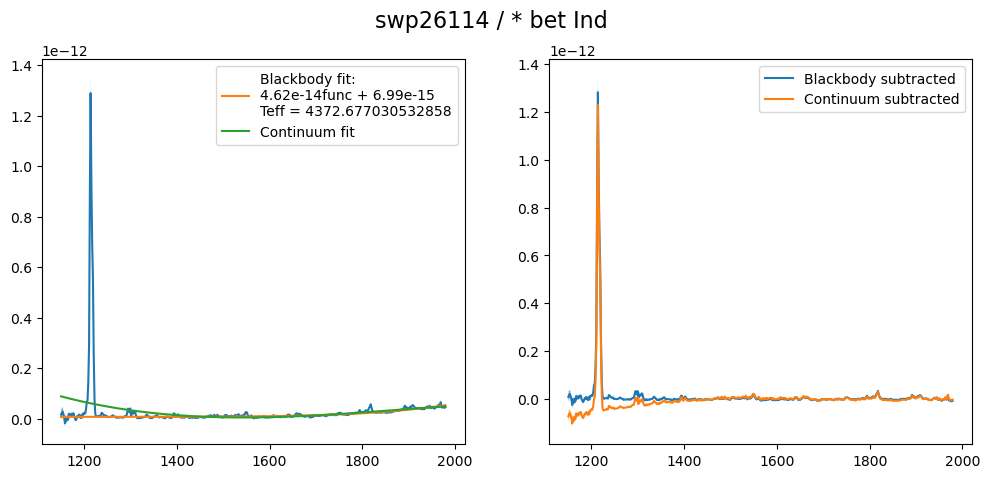 swp26114 / * bet Ind
1e−12
1.4
1.2
1.0
0.8
0.6
0.4
0.2
0.0
1200 1400 1600 1800 2000
Blackbody fit:
4.62e-14func + 6.99e-15
Teff = 4372.677030532858
Continuum fit
1e−12
1.4
1.2
1.0
0.8
0.6
0.4
0.2
0.0
1200 1400 1600 1800 2000
Blackbody subtracted
Continuum subtracted